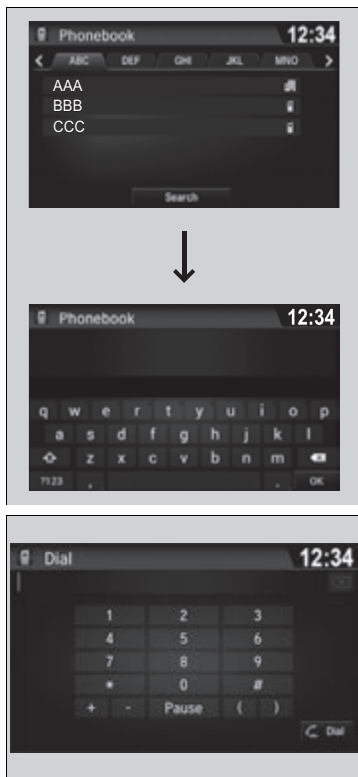 Phonebook 12:34
ABC DEF GHI JKL MNO
AAA
BBB
CCC
Search
Phonebook 12:34
q w e r t y u i o p
a s d f g h j k l
z x c v b n m
?123 , . OK
Dial 12:34
1 2 3
4 5 6
7 8 9
* 0 #
+ - Pause ( )
Dial